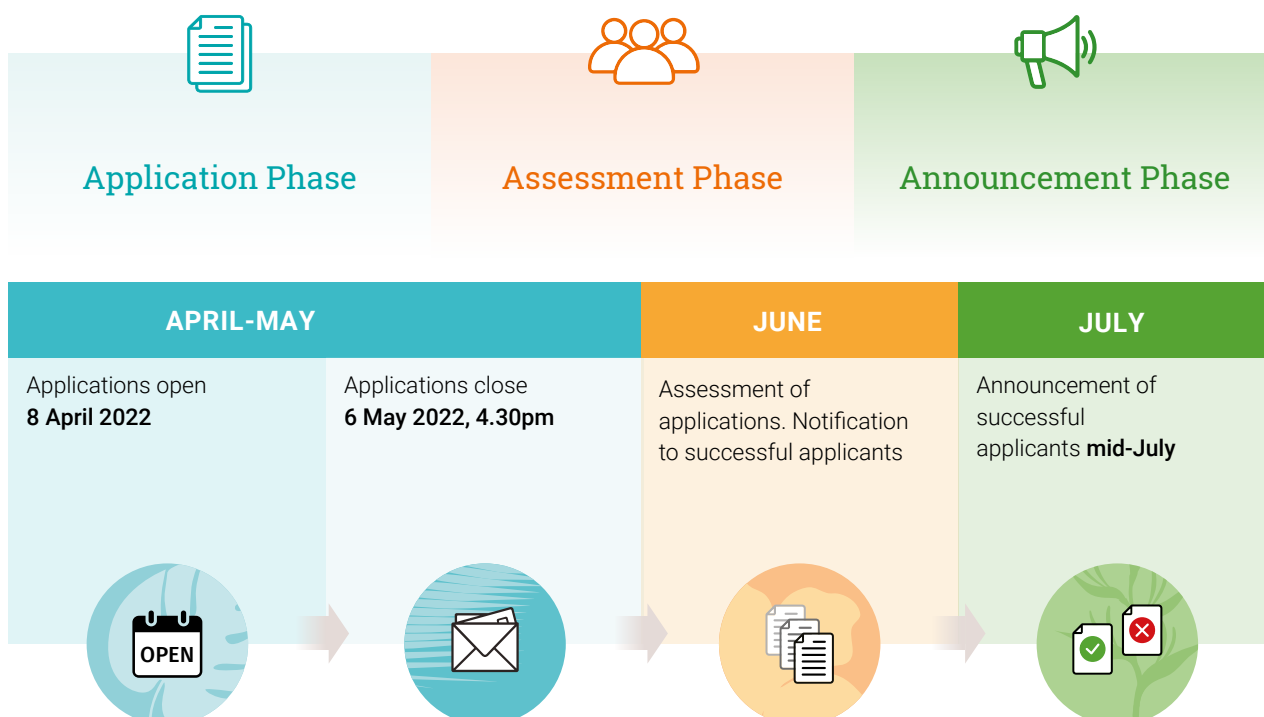 Application Phase
Assessment Phase
Announcement Phase
APRIL-MAY
JUNE
JULY
Applications open
8 April 2022
Applications close
6 May 2022, 4.30pm
Assessment of
applications. Notification
to successful applicants
Announcement of
successful
applicants mid-July
OPEN